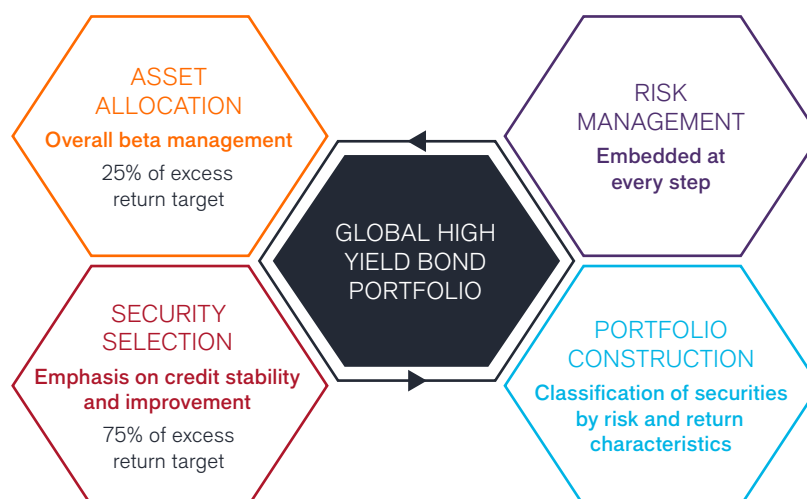 ASSET
ALLOCATION
Overall beta management
25% of excess
return target
RISK
MANAGEMENT
Embedded at
every step
GLOBAL HIGH
YIELD BOND
PORTFOLIO
SECURITY
SELECTION
Emphasis on credit stability
and improvement
75% of excess
return target
PORTFOLIO
CONSTRUCTION
Classification of securities
by risk and return
characteristics